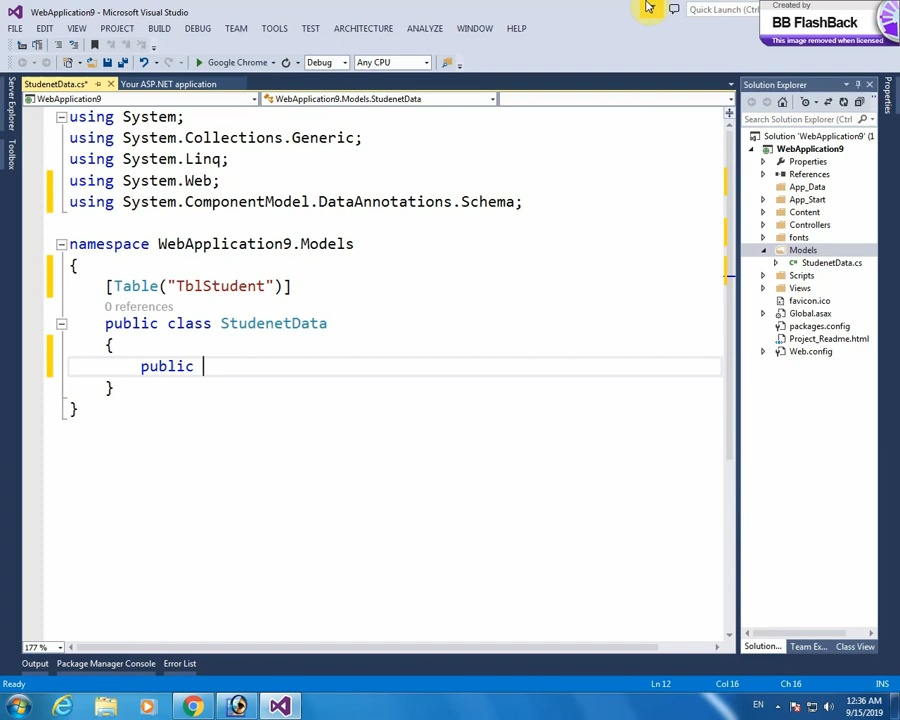 WebApplication9 - Microsoft Visual Studio
Quick Launch (Ctrl
Created by
BB FlashBack
This image removed when licensed
FILE EDIT VIEW PROJECT BUILD DEBUG TEAM TOOLS TEST ARCHITECTURE ANALYZE WINDOW HELP
Google Chrome Debug Any CPU
StudenetData.cs* Your ASP.NET application
WebApplication9 WebApplication9.Models.StudenetData
Server Explorer
Toolbox
using System;
using System.Collections.Generic;
using System.Linq;
using System.Web;
using System.ComponentModel.DataAnnotations.Schema;
namespace WebApplication9.Models
{
[Table("TblStudent")]
0 references
public class StudenetData
{
public
}
}
177 %
Solution Explorer
Search Solution Explorer (Ctrl+
Solution 'WebApplication9' (1
WebApplication9
Properties
References
App_Data
App_Start
Content
Controllers
fonts
Models
StudenetData.cs
Scripts
Views
favicon.ico
Global.asax
packages.config
Project_Readme.html
Web.config
Solution... Team Ex... Class View
Properties
Output Package Manager Console Error List
Ready Ln 12 Col 16 Ch 16 INS
EN 12:36 AM
9/15/2019